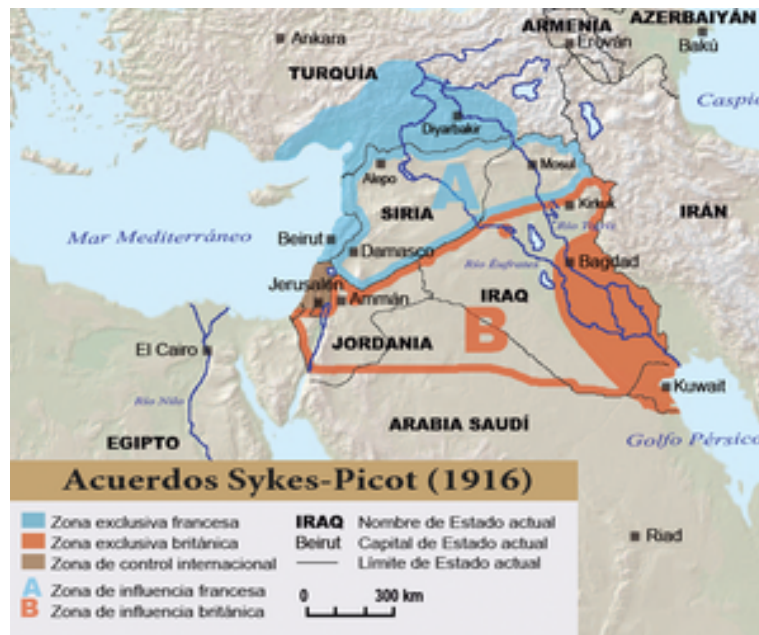 AZERBAIYÁN
ARMENIA
Ankara
Erován
Bakú
TURQUÍA
Caspio
Diyarbakir
Alepo
Mosul
A
SIRIA
Kirkuk
IRÁN
Mar Mediterráneo
Beirut
Río Tigris
Damasco
Río Éufrates
Bagdad
Jerusalén
Ammán
IRAQ
JORDANIA
B
El Cairo
Kuwait
Río Nilo
ARABIA SAUDÍ
EGIPTO
Golfo Pérsico
Acuerdos Sykes-Picot (1916)
Zona exclusiva francesa
Zona exclusiva británica
Zona de control internacional
A Zona de influencia francesa
B Zona de influencia británica
IRAQ Nombre de Estado actual
Beirut Capital de Estado actual
Límite de Estado actual
0 300 km
Riad